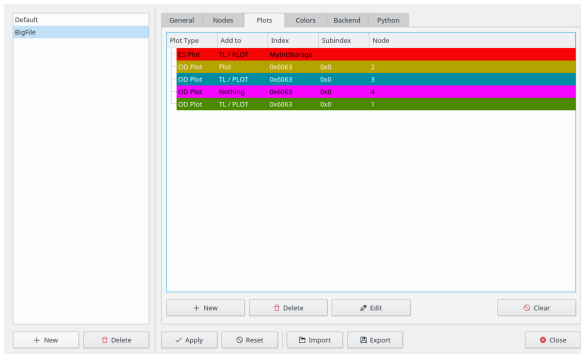 Default
BigFile
General Nodes Plots Colors Backend Python
Plot Type Add to Index Subindex Node
CS Plot TL / PLOT MyIntStorage
OD Plot Plot 0x6063 0x0 2
OD Plot TL / PLOT 0x6063 0x0 3
OD Plot Nothing 0x6063 0x0 4
OD Plot TL / PLOT 0x6063 0x0 1
New Delete Edit Clear
New Delete Apply Reset Import Export Close